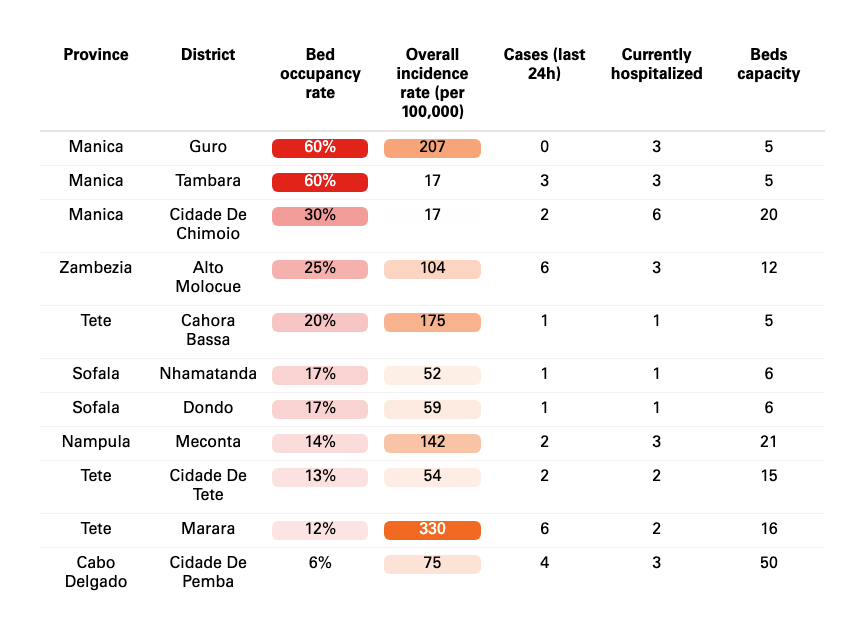 Province District Bed occupancy rate Overall incidence rate (per 100,000) Cases (last 24h) Currently hospitalized Beds capacity
Manica Guro 60% 207 0 3 5
Manica Tambara 60% 17 3 3 5
Manica Cidade De Chimoio 30% 17 2 6 20
Zambezia Alto Molocue 25% 104 6 3 12
Tete Cahora Bassa 20% 175 1 1 5
Sofala Nhamatanda 17% 52 1 1 6
Sofala Dondo 17% 59 1 1 6
Nampula Meconta 14% 142 2 3 21
Tete Cidade De Tete 13% 54 2 2 15
Tete Marara 12% 330 6 2 16
Cabo Delgado Cidade De Pemba 6% 75 4 3 50